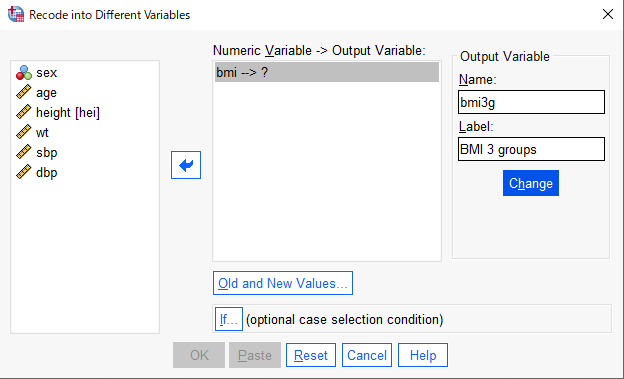 Recode into Different Variables
sex
age
height [hei]
wt
sbp
dbp
Numeric Variable -> Output Variable:
bmi --> ?
Output Variable
Name:
bmi3g
Label:
BMI 3 groups
Change
Old and New Values...
If... (optional case selection condition)
OK Paste Reset Cancel Help